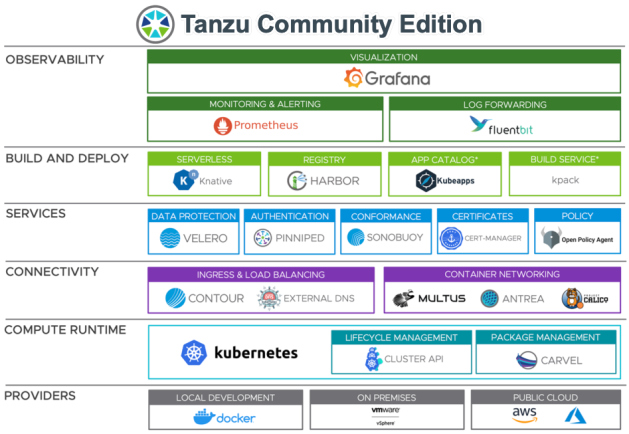 Tanzu Community Edition
OBSERVABILITY
VISUALIZATION
Grafana
MONITORING & ALERTING
LOG FORWARDING
Prometheus
fluentbit
BUILD AND DEPLOY
SERVERLESS
REGISTRY
APP CATALOG*
BUILD SERVICE*
K
n
Knative
HARBOR
Kubeapps
kpack
SERVICES
DATA PROTECTION
AUTHENTICATION
CONFORMANCE
CERTIFICATES
POLICY
VELERO
PINNIPED
SONOBUOY
CERT-MANAGER
Open Policy Agent
CONNECTIVITY
INGRESS & LOAD BALANCING
CONTAINER NETWORKING
CONTOUR
DNS
EXTERNAL DNS
MULTUS
ANTREA
PROJECT
CALICO
COMPUTE RUNTIME
kubernetes
LIFECYCLE MANAGEMENT
PACKAGE MANAGEMENT
CLUSTER API
CARVEL
PROVIDERS
LOCAL DEVELOPMENT
ON PREMISES
PUBLIC CLOUD
docker
vmware
vSphere
aws